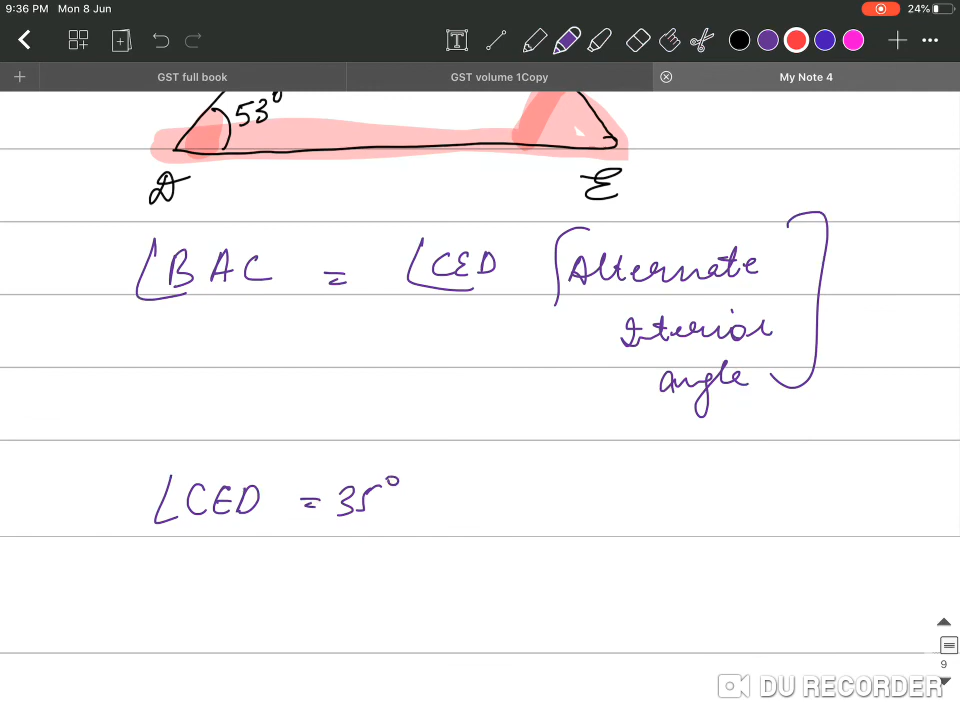 9:36 PM Mon 8 Jun
24%
GST full book
GST volume 1Copy
My Note 4
53°
D
E
∠BAC = ∠CED [Alternate
Interior
angle]
∠CED = 35°
9
DU RECORDER